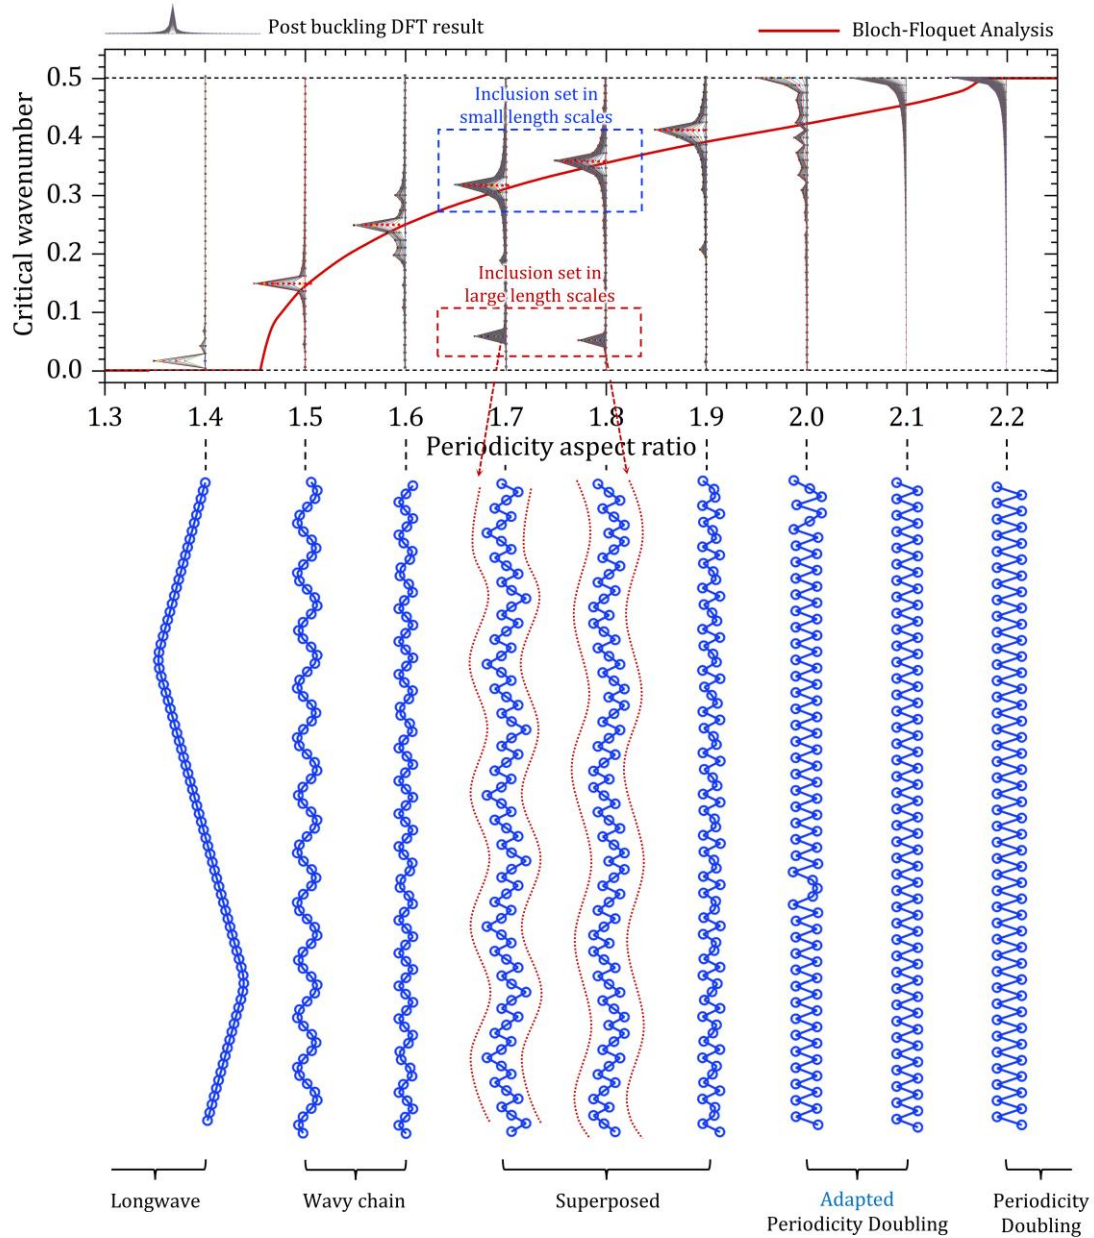 Post buckling DFT result
Bloch-Floquet Analysis
Critical wavenumber
0.5
0.4
0.3
0.2
0.1
0.0
Inclusion set in
small length scales
Inclusion set in
large length scales
1.3 1.4 1.5 1.6 1.7 1.8 1.9 2.0 2.1 2.2
Periodicity aspect ratio
Longwave
Wavy chain
Superposed
Adapted
Periodicity Doubling
Periodicity
Doubling